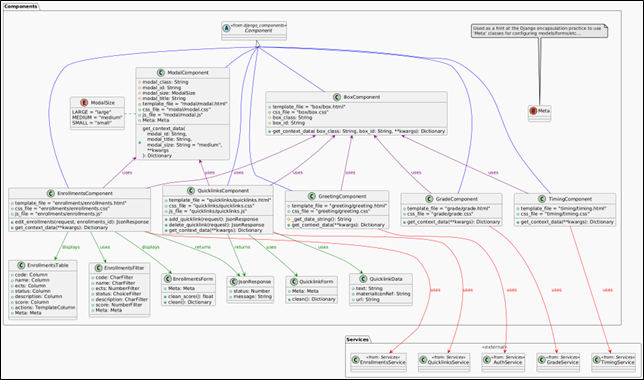 Components
«from django_components»
A Component
Used as a hint at the Django encapsulation practice to use
'Meta' classes for configuring models/forms/etc...
C ModalComponent
modal_class: String
modal_id: String
modal_size: ModalSize
modal_title: String
template_file = "modal/modal.html"
css_file = "modal/modal.css"
js_file = "modal/modal.js"
Meta: Meta
get_context_data(
modal_id: String,
modal_title: String,
modal_size: String = "medium",
**kwargs
): Dictionary
E ModalSize
LARGE = "large"
MEDIUM = "medium"
SMALL = "small"
C BoxComponent
template_file = "box/box.html"
css_file = "box/box.css"
box_class: String
box_id: String
get_context_data( box_class: String, box_id: String, **kwargs): Dictionary
Meta
uses
uses
uses
uses
uses
uses
uses
C EnrollmentsComponent
template_file = "enrollments/enrollments.html"
css_file = "enrollments/enrollments.css"
js_file = "enrollments/enrollments.js"
edit_enrollments(request, enrollments_id): JsonResponse
get_context_data(**kwargs): Dictionary
C QuicklinksComponent
template_file = "quicklinks/quicklinks.html"
css_file = "quicklinks/quicklinks.css"
js_file = "quicklinks/quicklinks.js"
add_quicklink(request): JsonResponse
delete_quicklink(request): JsonResponse
get_context_data(**kwargs): Dictionary
C GreetingComponent
template_file = "greeting/greeting.html"
css_file = "greeting/greeting.css"
_get_date_string(): String
get_context_data(**kwargs): Dictionary
C GradeComponent
template_file = "grade/grade.html"
css_file = "grade/grade.css"
get_context_data(**kwargs): Dictionary
C TimingComponent
template_file = "timing/timing.html"
css_file = "timing/timing.css"
get_context_data(**kwargs): Dictionary
displays
uses
displays
returns
returns
uses
uses
C EnrollmentsTable
code: Column
name: Column
ects: Column
status: Column
description: Column
score: Column
actions: TemplateColumn
Meta: Meta
C EnrollmentsFilter
code: CharFilter
name: CharFilter
ects: NumberFilter
status: ChoiceFilter
description: CharFilter
score: NumberFilter
Meta: Meta
C EnrollmentsForm
Meta: Meta
clean_score(): float
clean(): Dictionary
C JsonResponse
status: Number
message: String
C QuicklinkForm
Meta: Meta
clean(): Dictionary
C QuicklinkData
text: String
materialIconRef: String
url: String
uses
uses
uses
uses
uses
Services
«external»
«from: Services»
C EnrollmentsService
«from: Services»
C QuicklinksService
«from: Services»
C AuthService
«from: Services»
C GradeService
«from: Services»
C TimingService